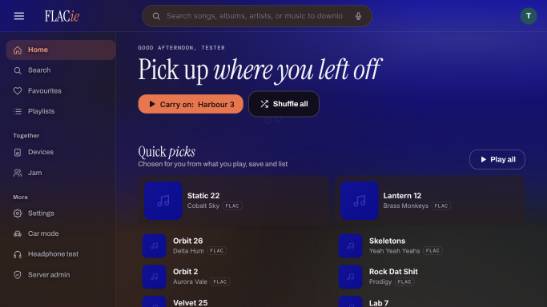 FLACie
Search songs, albums, artists, or music to downlo
T
Home
Search
Favourites
Playlists
Together
Devices
Jam
More
Settings
Car mode
Headphone test
Server admin
GOOD AFTERNOON, TESTER
Pick up where you left off
Carry on: Harbour 3
Shuffle all
Quick picks
Chosen for you from what you play, save and list
Play all
Static 22
Cobalt Sky FLAC
Lantern 12
Brass Monkeys FLAC
Orbit 26
Delta Hum FLAC
Skeletons
Yeah Yeah Yeahs FLAC
Orbit 2
Aurora Vale FLAC
Rock Dat Shit
Prodigy FLAC
Velvet 25
Lab 7